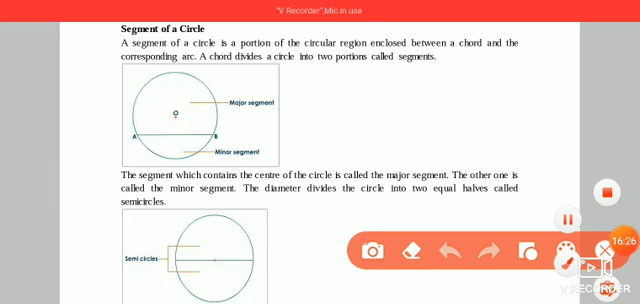 "V Recorder",Mic in use
Segment of a Circle
A segment of a circle is a portion of the circular region enclosed between a chord and the
corresponding arc. A chord divides a circle into two portions called segments.
Major segment
O
A
B
Minor segment
The segment which contains the centre of the circle is called the major segment. The other one is
called the minor segment. The diameter divides the circle into two equal halves called
semicircles.
Semi circles
16:26
V RECORDER